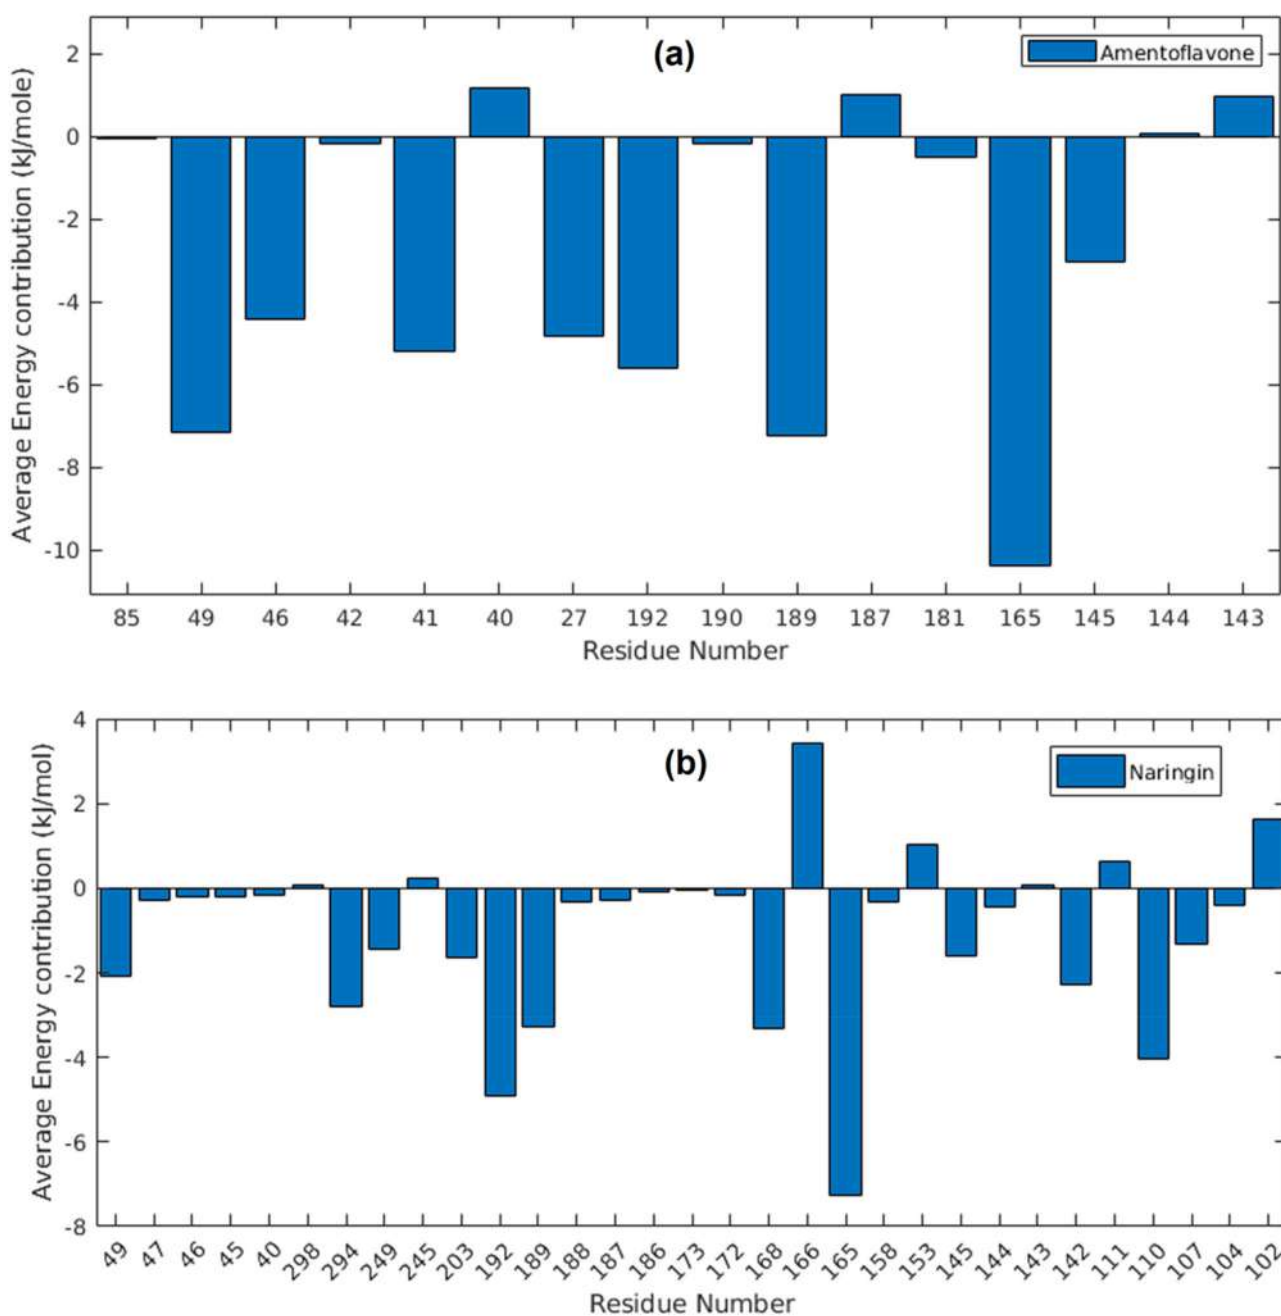 (a)
Amentoflavone
Average Energy contribution (kJ/mole)
2
0
-2
-4
-6
-8
-10
85 49 46 42 41 40 27 192 190 189 187 181 165 145 144 143
Residue Number
(b)
Naringin
Average Energy contribution (kJ/mol)
4
2
0
-2
-4
-6
-8
49 47 46 45 40 298 294 249 245 203 192 189 188 187 186 173 172 168 166 165 158 153 145 144 143 142 111 110 107 104 102
Residue Number